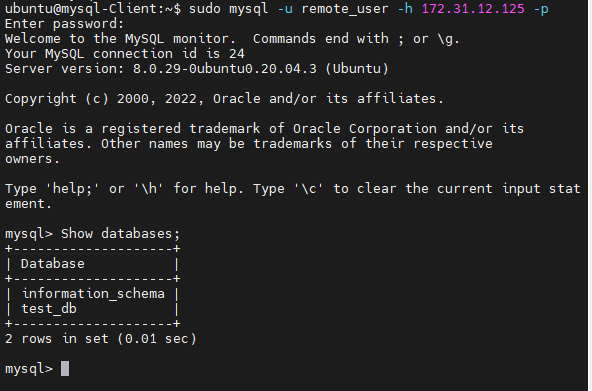 ubuntu@mysql-Client:~$ sudo mysql -u remote_user -h 172.31.12.125 -p
Enter password:
Welcome to the MySQL monitor.  Commands end with ; or \g.
Your MySQL connection id is 24
Server version: 8.0.29-0ubuntu0.20.04.3 (Ubuntu)
Copyright (c) 2000, 2022, Oracle and/or its affiliates.
Oracle is a registered trademark of Oracle Corporation and/or its
affiliates. Other names may be trademarks of their respective
owners.
Type 'help;' or '\h' for help. Type '\c' to clear the current input stat
ement.
mysql> Show databases;
+--------------------+
| Database           |
+--------------------+
| information_schema |
| test_db            |
+--------------------+
2 rows in set (0.01 sec)
mysql>